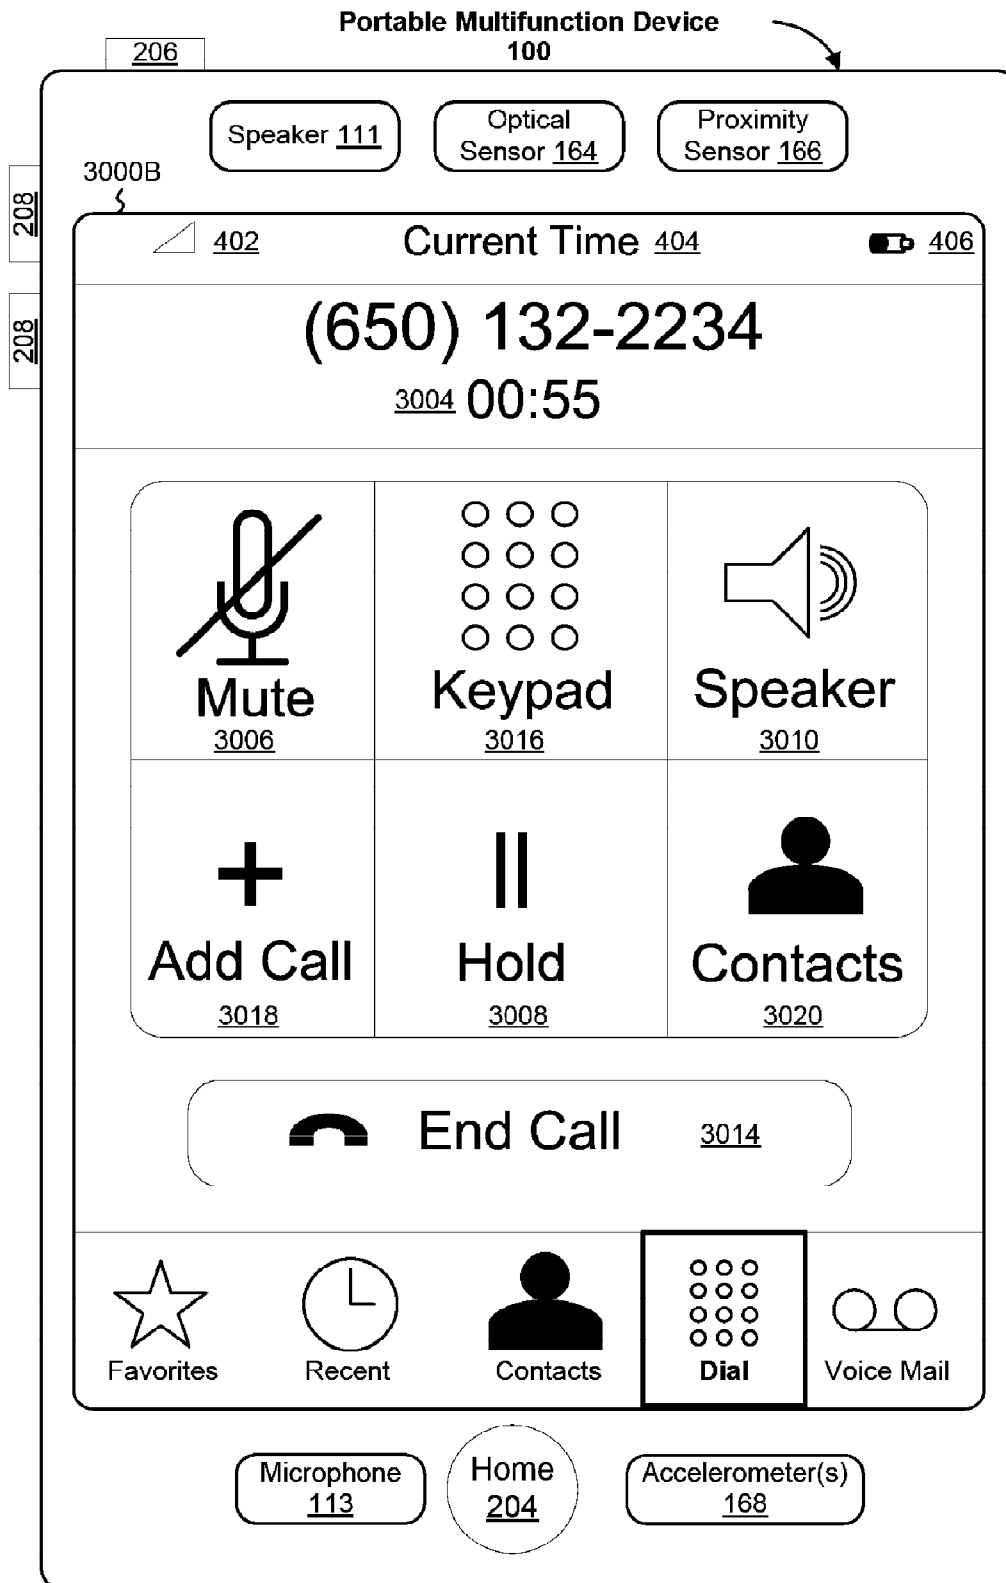 Portable Multifunction Device
100
206
Speaker 111
Optical
Sensor 164
Proximity
Sensor 166
208
3000B
402
Current Time 404
406
208
(650) 132-2234
3004 00:55
Mute
3006
Keypad
3016
Speaker
3010
Add Call
3018
Hold
3008
Contacts
3020
End Call 3014
Favorites
Recent
Contacts
Dial
Voice Mail
Microphone
113
Home
204
Accelerometer(s)
168